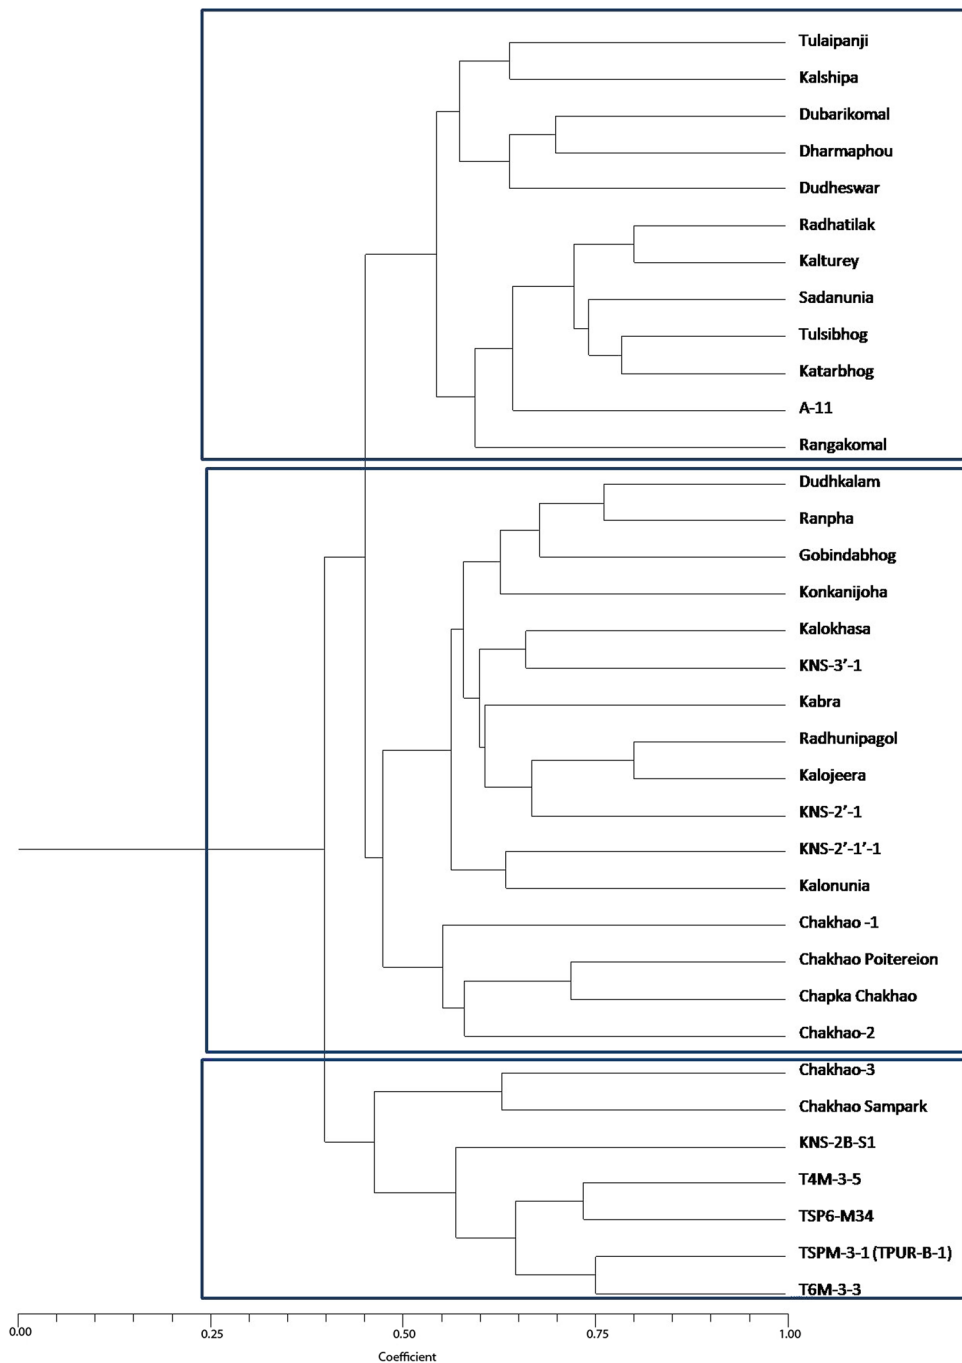 Tulaipanji
Kalshipa
Dubarikomal
Dharmaphou
Dudheswar
Radhatilak
Kalturey
Sadanunia
Tulsibhog
Katarbhog
A-11
Rangakomal
Dudhkalam
Ranpha
Gobindabhog
Konkanijoha
Kalokhasa
KNS-3’-1
Kabra
Radhunipagol
Kalojeera
KNS-2’-1
KNS-2’-1’-1
Kalonunia
Chakhao -1
Chakhao Poitereion
Chapka Chakhao
Chakhao-2
Chakhao-3
Chakhao Sampark
KNS-2B-S1
T4M-3-5
TSP6-M34
TSPM-3-1 (TPUR-B-1)
T6M-3-3
0.00 0.25 0.50 0.75 1.00
Coefficient